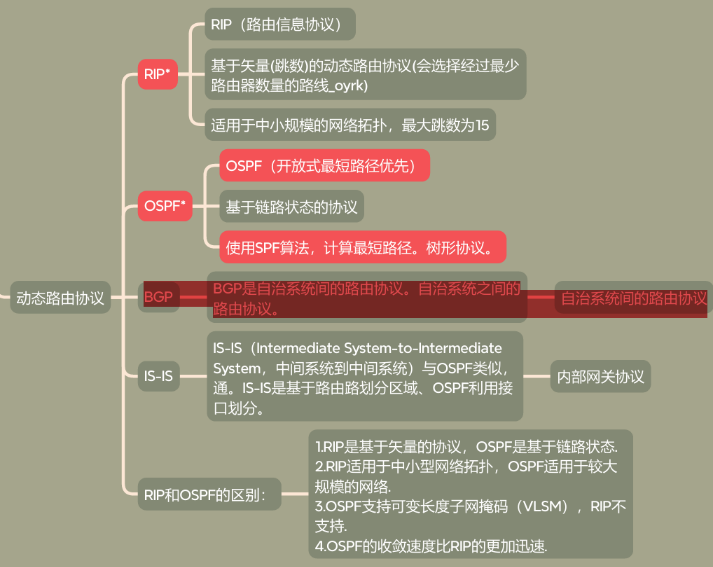 RIP（路由信息协议）
RIP*
基于矢量(跳数)的动态路由协议(会选择经过最少
路由器数量的路线_oyrk)
适用于中小规模的网络拓扑，最大跳数为15
OSPF（开放式最短路径优先）
OSPF*
基于链路状态的协议
使用SPF算法，计算最短路径。树形协议。
动态路由协议
BGP
BGP是自治系统间的路由协议。自治系统之间的
路由协议。
自治系统间的路由协议
IS-IS
IS-IS（Intermediate System-to-Intermediate
System，中间系统到中间系统）与OSPF类似，
通。IS-IS是基于路由路划分区域、OSPF利用接
口划分。
内部网关协议
RIP和OSPF的区别：
1.RIP是基于矢量的协议，OSPF是基于链路状态.
2.RIP适用于中小型网络拓扑，OSPF适用于较大
规模的网络.
3.OSPF支持可变长度子网掩码（VLSM），RIP不
支持.
4.OSPF的收敛速度比RIP的更加迅速.